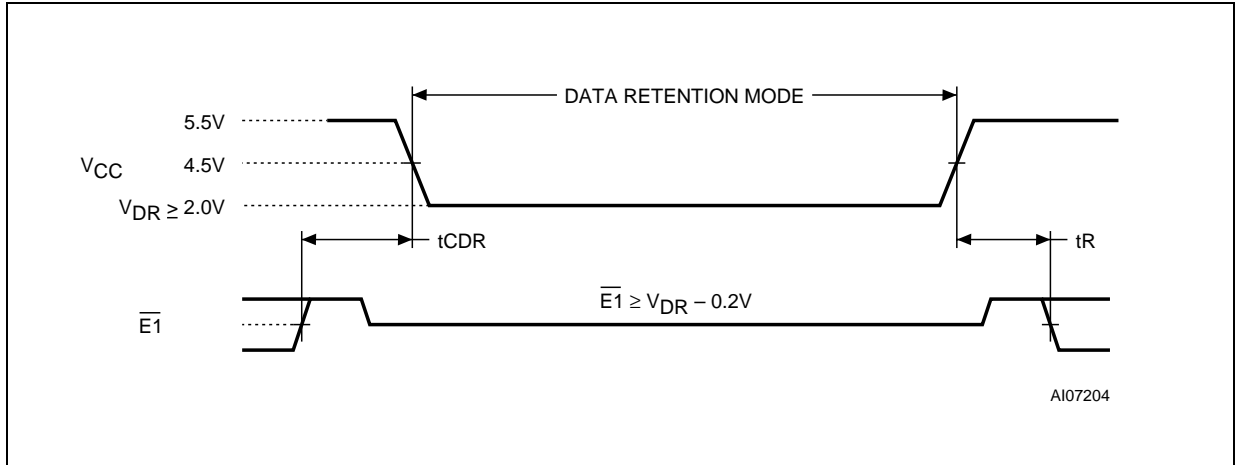 DATA RETENTION MODE
5.5V
VCC 4.5V
VDR ≥ 2.0V
tCDR
tR
E1 ≥ VDR – 0.2V
E1
AI07204